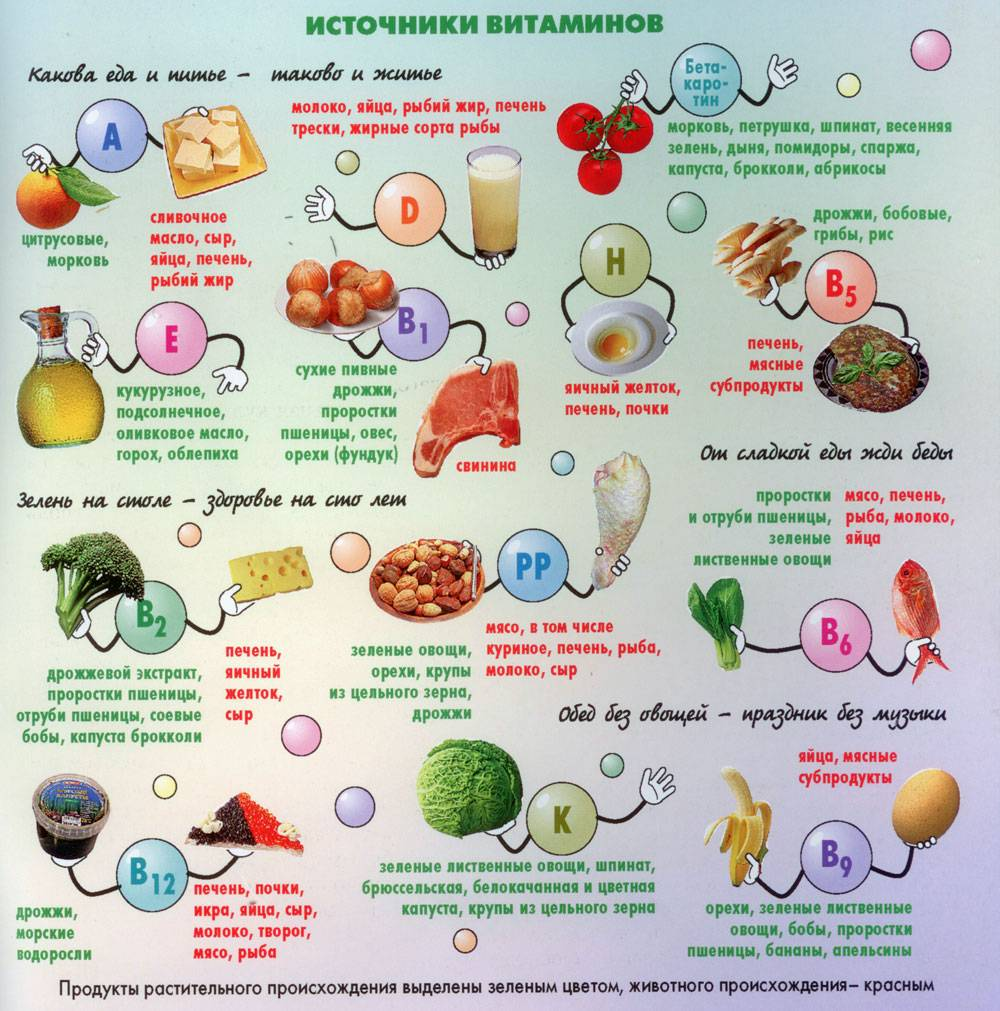 ИСТОЧНИКИ ВИТАМИНОВ
Какова еда и питье – таково и житье
А
цитрусовые,
морковь
сливочное
масло, сыр,
яйца, печень,
рыбий жир
молоко, яйца, рыбий жир, печень
трески, жирные сорта рыбы
D
Бета-
каро-
тин
морковь, петрушка, шпинат, весенняя
зелень, дыня, помидоры, спаржа,
капуста, брокколи, абрикосы
Е
кукурузное,
подсолнечное,
оливковое масло,
горох, облепиха
В1
сухие пивные
дрожжи,
проростки
пшеницы, овес,
орехи (фундук)
свинина
Н
яичный желток,
печень, почки
дрожжи, бобовые,
грибы, рис
В5
печень,
мясные
субпродукты
От сладкой еды жди беды
Зелень на столе – здоровье на сто лет
В2
дрожжевой экстракт,
проростки пшеницы,
отруби пшеницы, соевые
бобы, капуста брокколи
печень,
яичный
желток,
сыр
РР
зеленые овощи,
орехи, крупы
из цельного зерна,
дрожжи
мясо, в том числе
куриное, печень, рыба,
молоко, сыр
проростки
и отруби пшеницы,
зеленые
лиственные овощи
мясо, печень,
рыба, молоко,
яйца
В6
Обед без овощей – праздник без музыки
В12
дрожжи,
морские
водоросли
печень, почки,
икра, яйца, сыр,
молоко, творог,
мясо, рыба
К
зеленые лиственные овощи, шпинат,
брюссельская, белокачанная и цветная
капуста, крупы из цельного зерна
яйца, мясные
субпродукты
В9
орехи, зеленые лиственные
овощи, бобы, проростки
пшеницы, бананы, апельсины
Продукты растительного происхождения выделены зеленым цветом, животного происхождения– красным